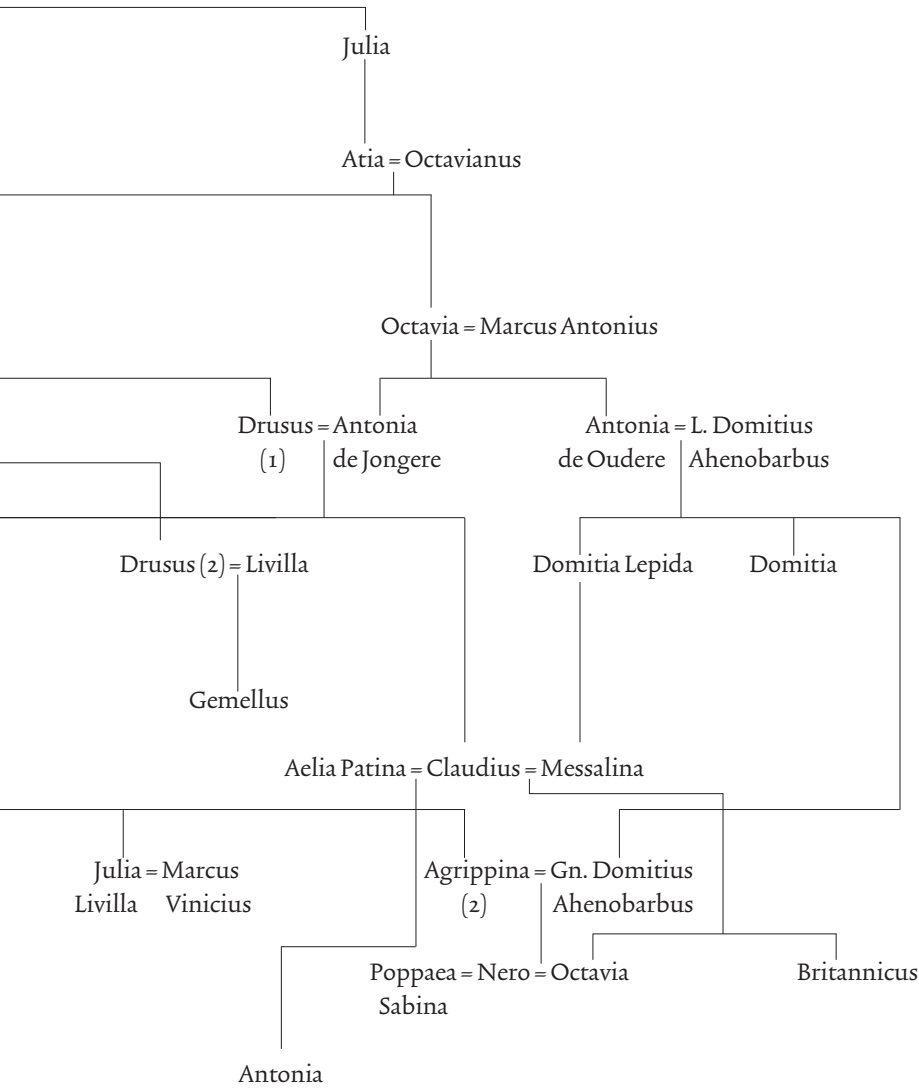 Julia
Atia = Octavianus
Octavia = Marcus Antonius
Drusus = Antonia
(1) de Jongere
Antonia = L. Domitius
de Oudere Ahenobarbus
Drusus (2) = Livilla
Domitia Lepida
Domitia
Gemellus
Aelia Patina = Claudius = Messalina
Julia = Marcus
Livilla Vinicius
Agrippina = Gn. Domitius
(2) Ahenobarbus
Poppaea = Nero = Octavia
Sabina
Britannicus
Antonia